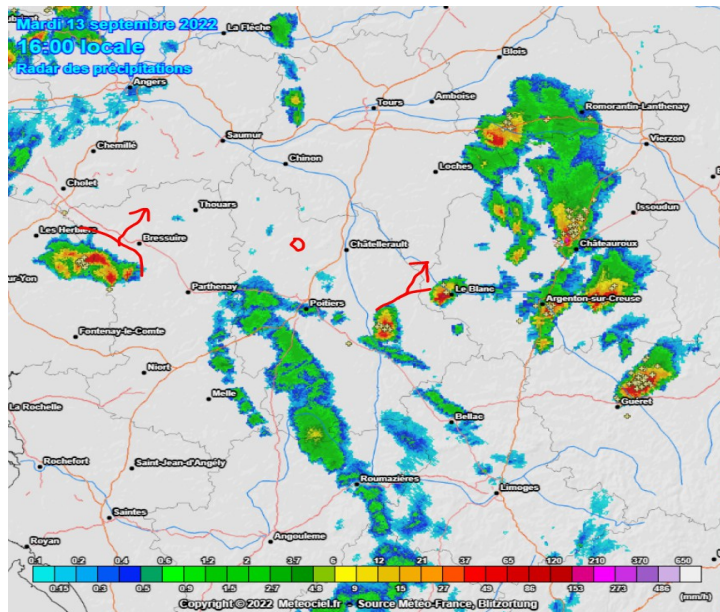 Mardi 13 septembre 2022
16:00 locale
Radar des précipitations
La Flèche
Blois
Angers
Tours
Amboise
Romorantin-Lanthenay
Saumur
Vierzon
Chemillé
Chinon
Loches
Cholet
Thouars
Issoudun
Les Herbiers
Bressuire
Châtellerault
Châteauroux
ur-Yon
Parthenay
Le Blanc
Poitiers
Argenton-sur-Creuse
Fontenay-le-Comte
Niort
Melle
Guéret
La Rochelle
Bellac
Rochefort
Saint-Jean-d'Angély
Roumazières
Limoges
Saintes
Royan
Angouleme
0.1 0.2 0.4 0.6 1.2 2 3.7 6 12 21 37 65 120 210 370 650
0.15 0.3 0.5 0.9 1.5 2.7 4.8 9 15 27 49 86 153 273 486 (mm/h)
Copyright © 2022 Meteociel.fr - Source Metéo-France, Blitzortung